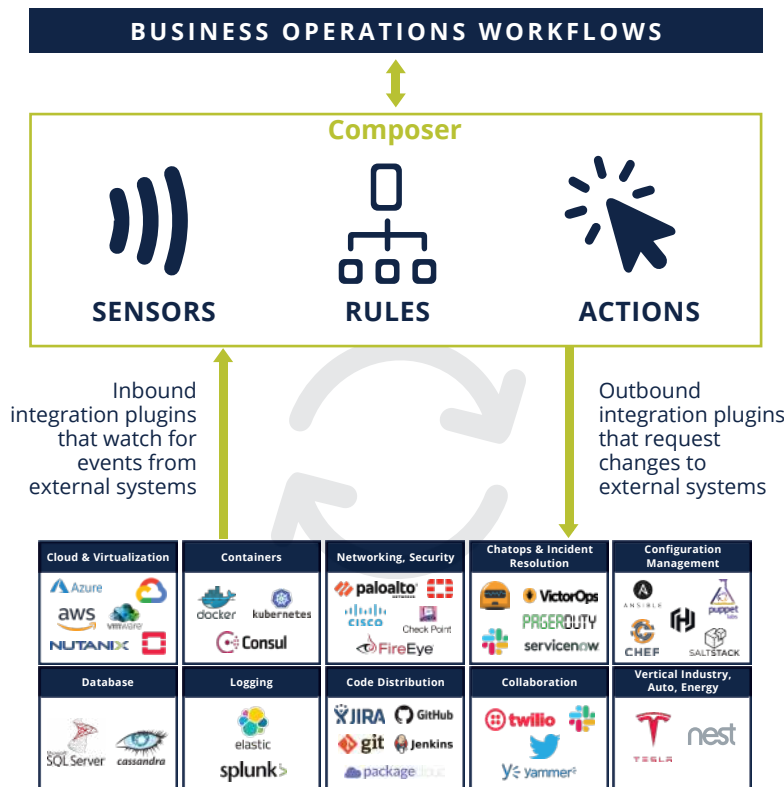 BUSINESS OPERATIONS WORKFLOWS
Composer
SENSORS
RULES
ACTIONS
Inbound
integration plugins
that watch for
events from
external systems
Outbound
integration plugins
that request
changes to
external systems
Cloud & Virtualization
Azure
aws
vmware
NUTANIX
Containers
docker
kubernetes
Consul
Networking, Security
paloalto
NETWORKS
CISCO
Check Point
FireEye
Chatops & Incident
Resolution
VictorOps
PAGERDUTY
servicenow
Configuration
Management
A
ANSIBLE
puppet
labs
CHEF
SALTSTACK
Database
Microsoft
SQL Server
cassandra
Logging
elastic
splunk>
Code Distribution
JIRA
GitHub
git
Jenkins
packagecloud
Collaboration
twilio
yammer
Vertical Industry,
Auto, Energy
TESLA
nest